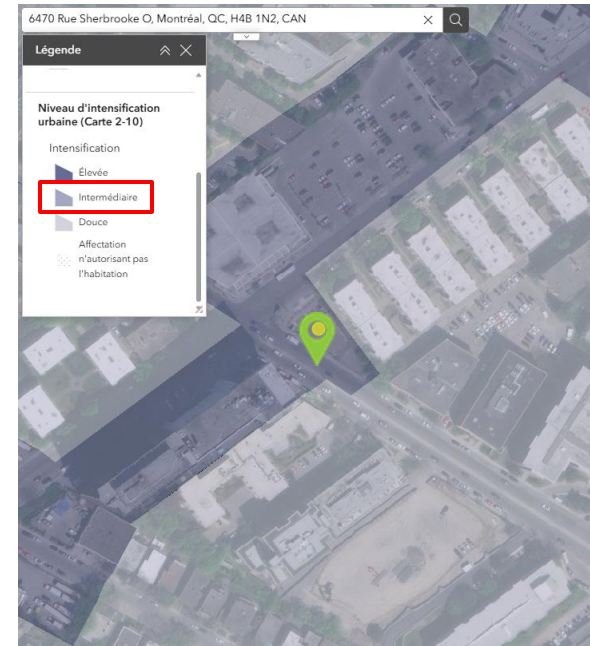 6470 Rue Sherbrooke O, Montréal, QC, H4B 1N2, CAN
Légende
Niveau d'intensification
urbaine (Carte 2-10)
Intensification
Élevée
Intermédiaire
Douce
Affectation
n'autorisant pas
l'habitation